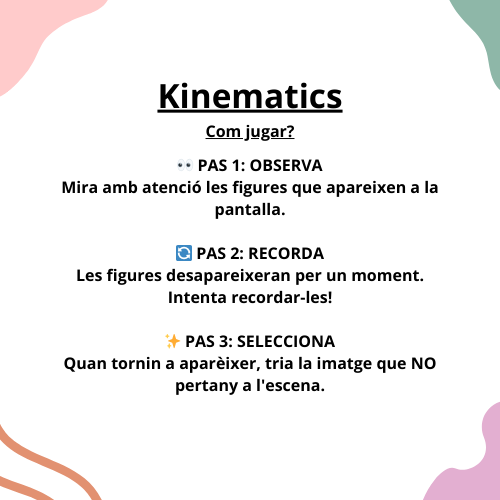 Kinematics
Com jugar?
👀 PAS 1: OBSERVA
Mira amb atenció les figures que apareixen a la
pantalla.
🔄 PAS 2: RECORDA
Les figures desapareixeran per un moment.
Intenta recordar-les!
✨ PAS 3: SELECCIONA
Quan tornin a aparèixer, tria la imatge que NO
pertany a l'escena.